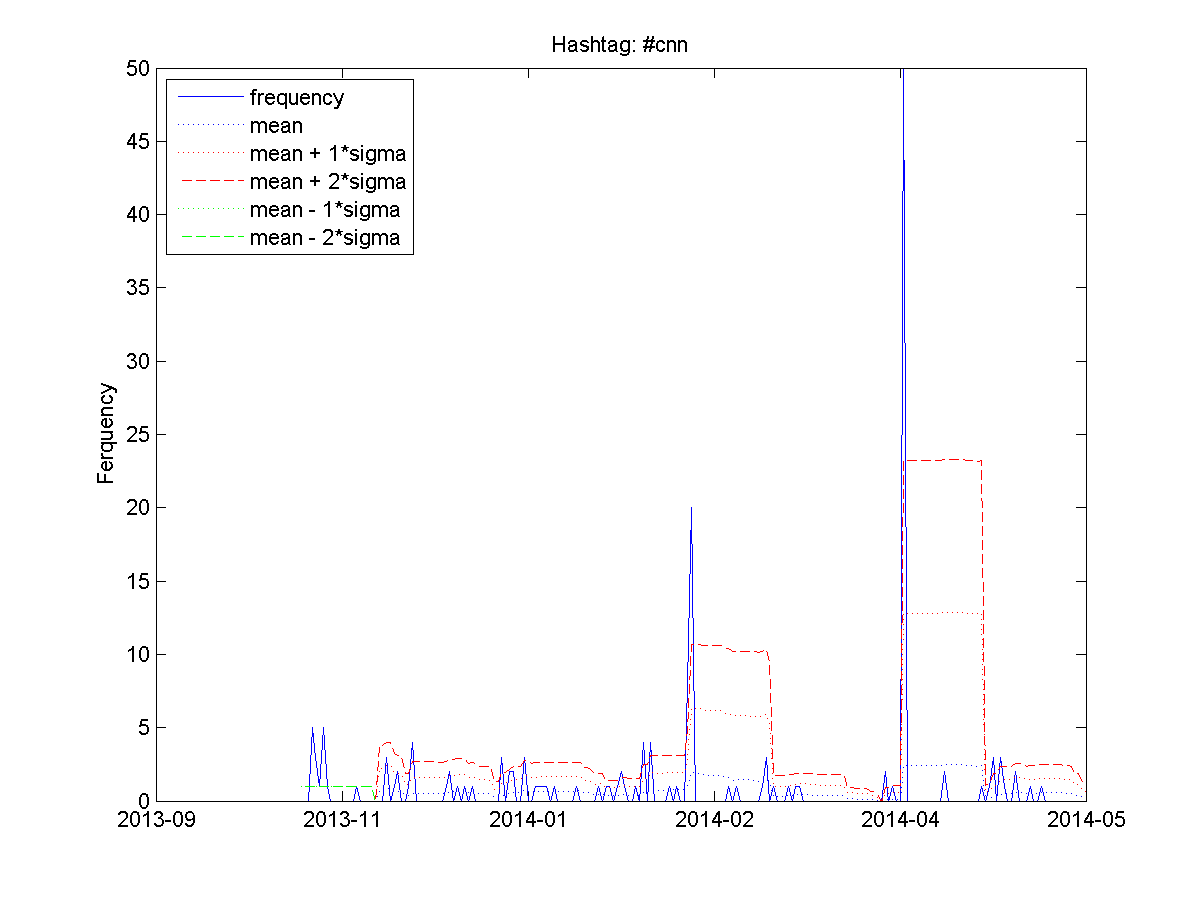 Hashtag: #cnn
50
45
40
35
30
25
20
15
10
5
0
Ferquency
frequency
mean
mean + 1*sigma
mean + 2*sigma
mean - 1*sigma
mean - 2*sigma
2013-09 2013-11 2014-01 2014-02 2014-04 2014-05